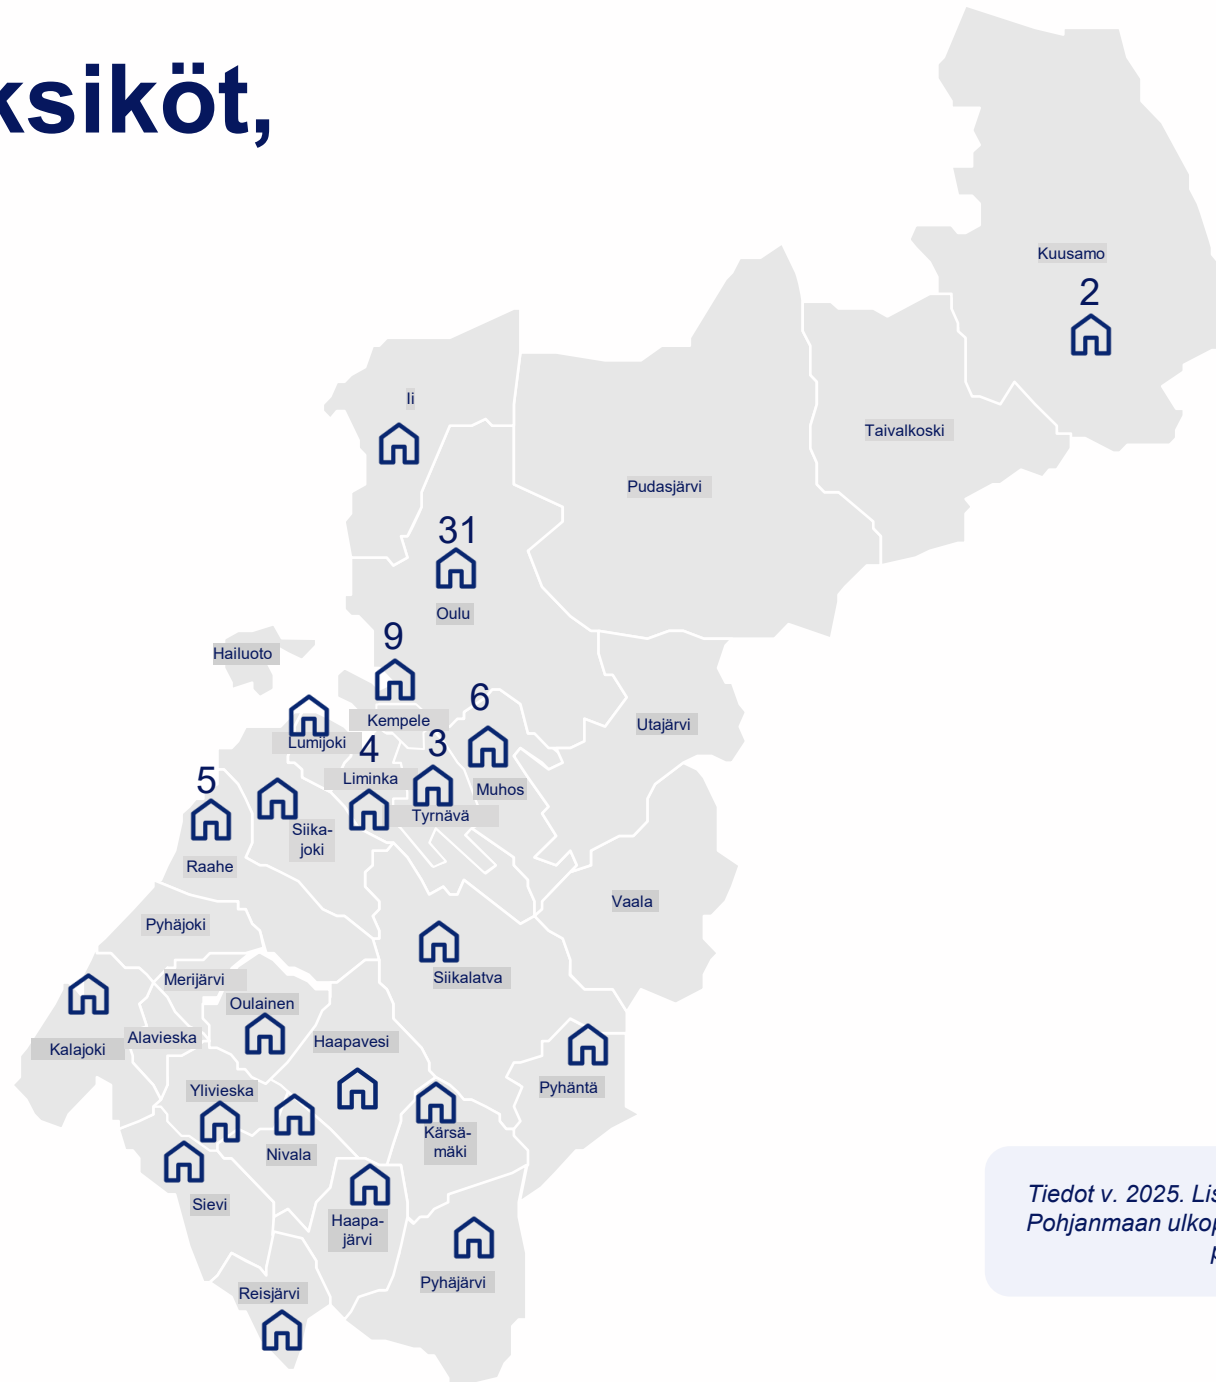 ksiköt,
Kuusamo
2
Ii
Taivalkoski
Pudasjärvi
31
Oulu
9
Hailuoto
Kempele
6
Utajärvi
Lumijoki
4
3
Liminka
Muhos
5
Tyrnävä
Siika-
joki
Raahe
Vaala
Pyhäjoki
Siikalatva
Merijärvi
Oulainen
Alavieska
Haapavesi
Kalajoki
Pyhäntä
Ylivieska
Kärsä-
mäki
Nivala
Sievi
Haapa-
järvi
Pyhäjärvi
Reisjärvi
Tiedot v. 2025. Lis
Pohjanmaan ulkop
p